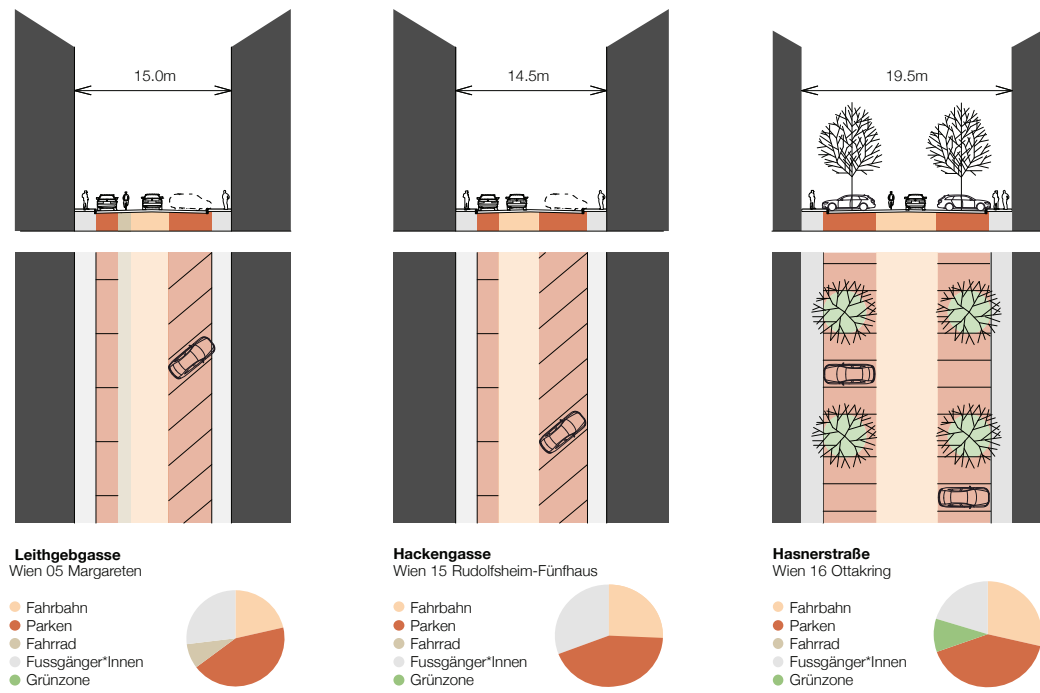 15.0m
14.5m
19.5m
Leithgebgasse
Wien 05 Margareten
Fahrbahn
Parken
Fahrrad
Fussgänger*Innen
Grünzone
Hackengasse
Wien 15 Rudolfsheim-Fünfhaus
Fahrbahn
Parken
Fahrrad
Fussgänger*Innen
Grünzone
Hasnerstraße
Wien 16 Ottakring
Fahrbahn
Parken
Fahrrad
Fussgänger*Innen
Grünzone